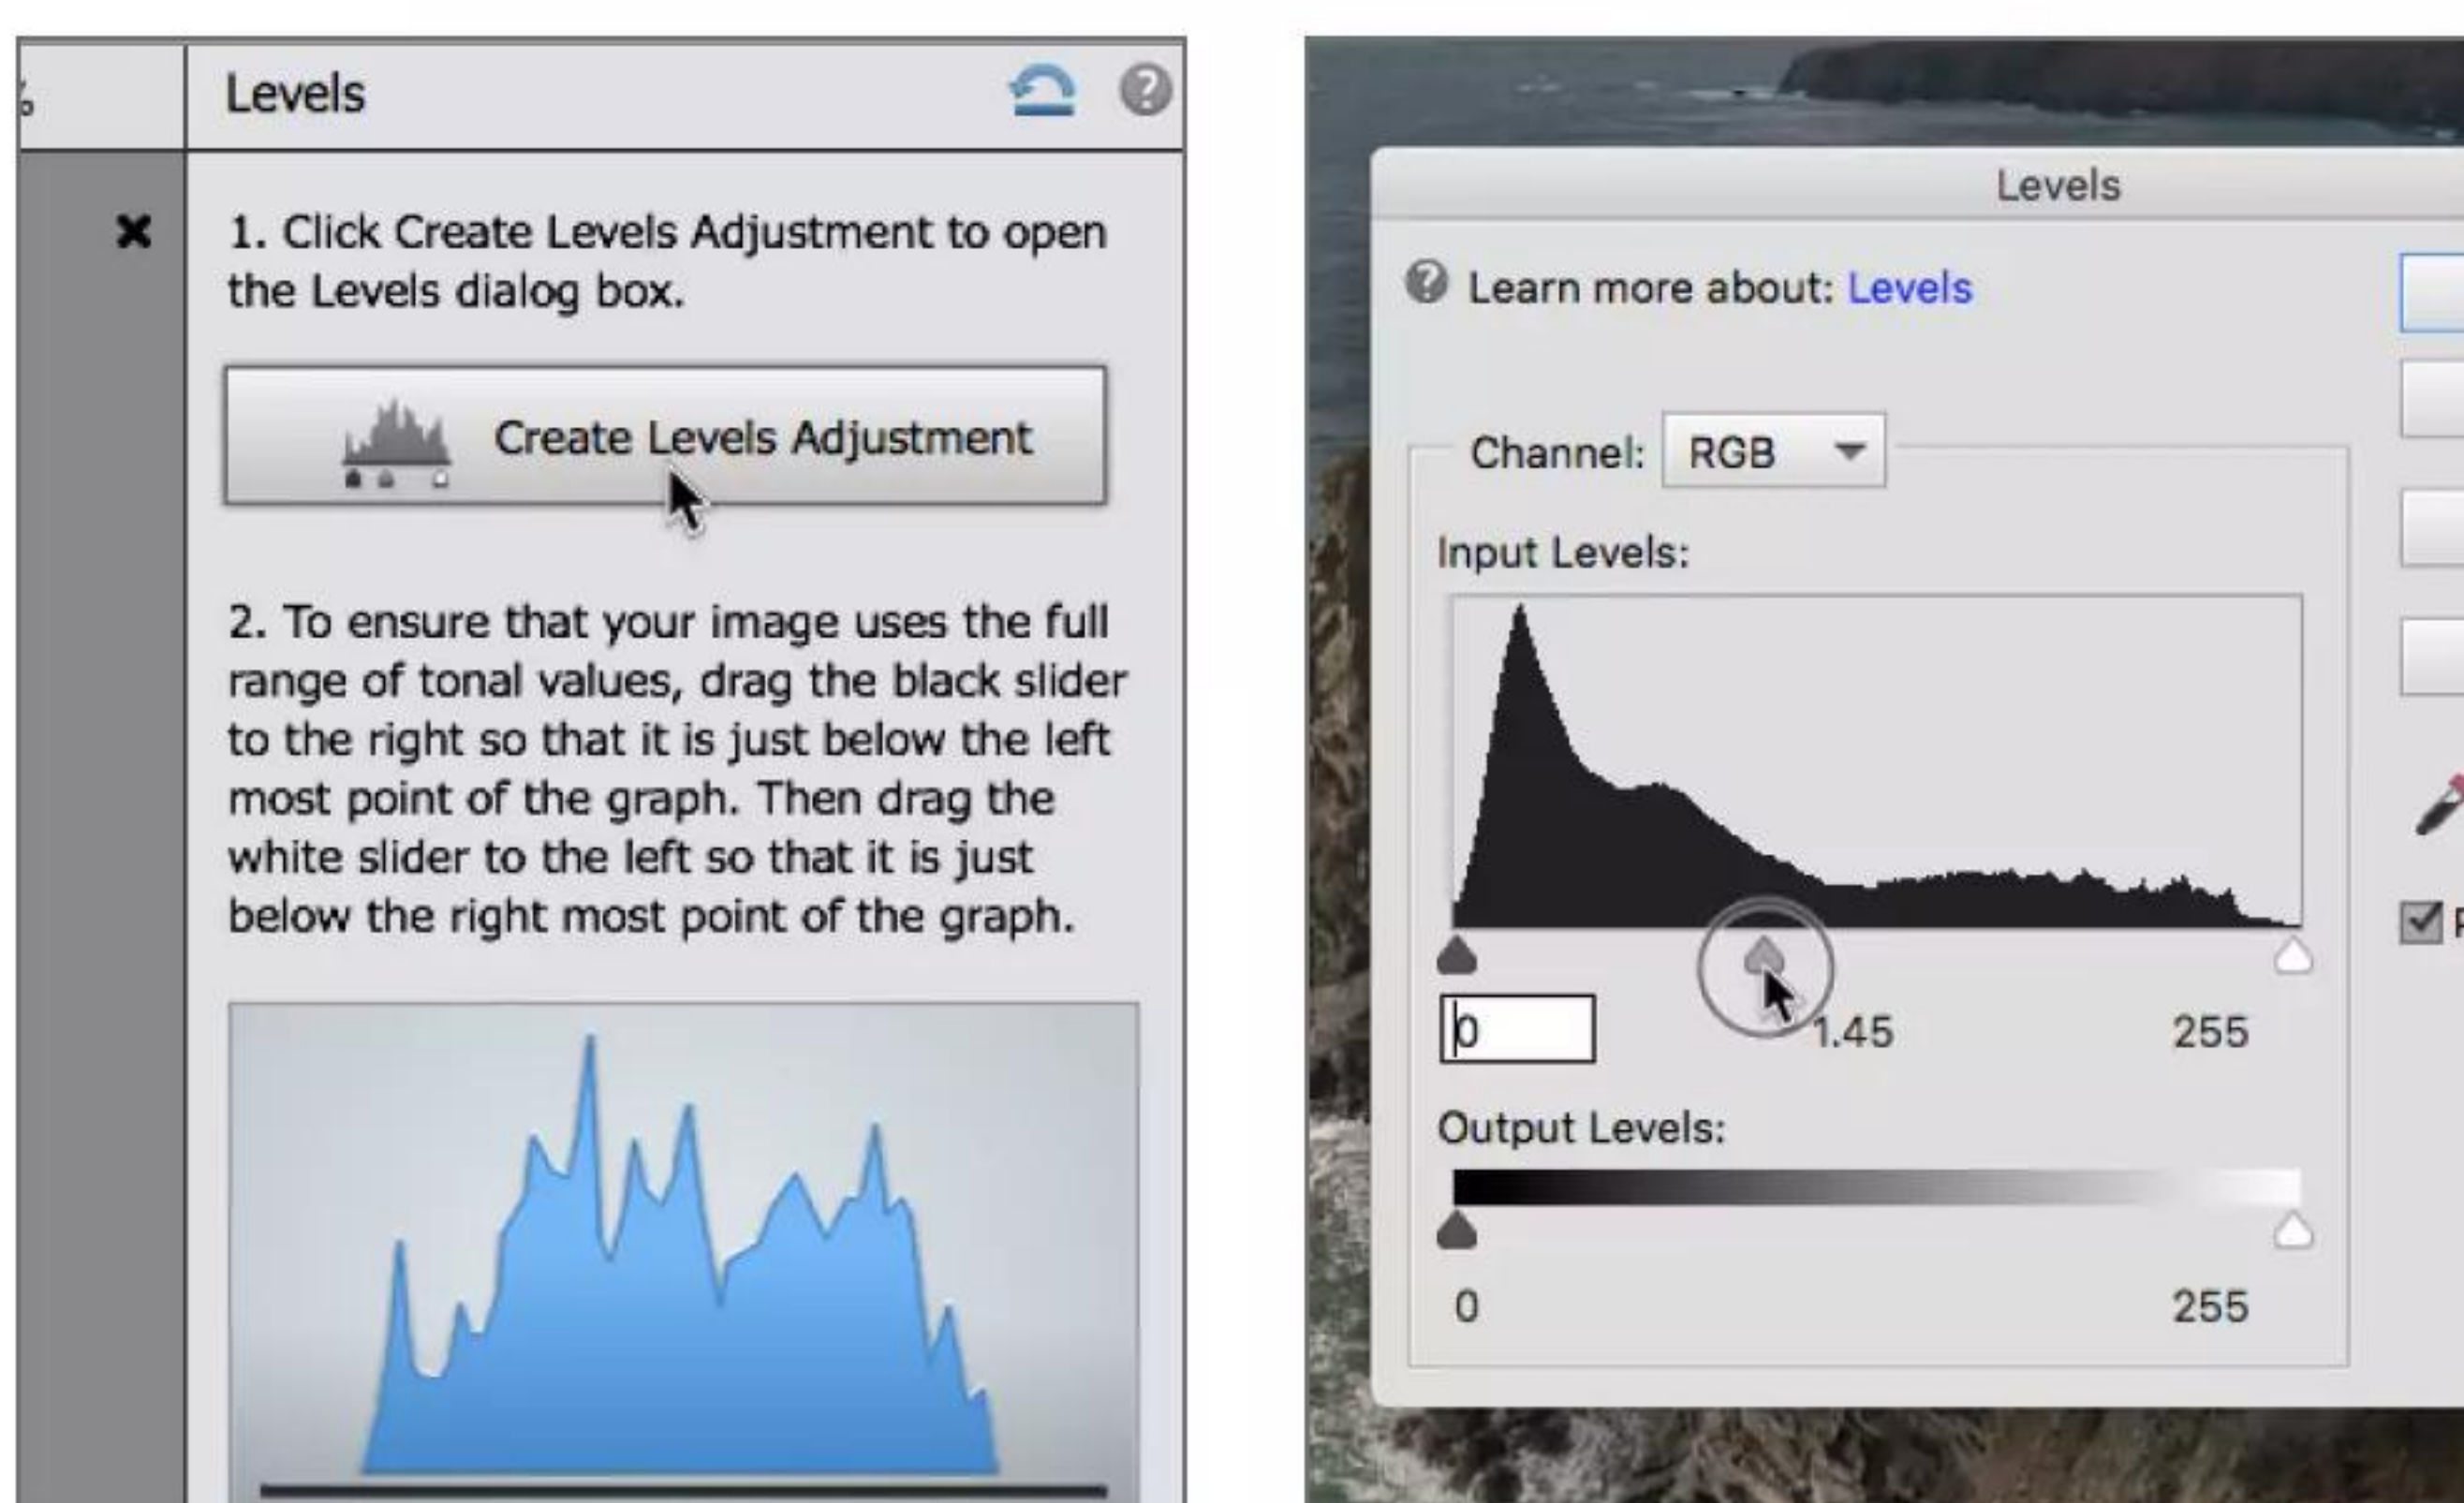 Levels
1. Click Create Levels Adjustment to open
the Levels dialog box.
Create Levels Adjustment
2. To ensure that your image uses the full
range of tonal values, drag the black slider
to the right so that it is just below the left
most point of the graph. Then drag the
white slider to the left so that it is just
below the right most point of the graph.
Levels
Learn more about: Levels
Channel: RGB
Input Levels:
0 1.45 255
Output Levels:
0 255